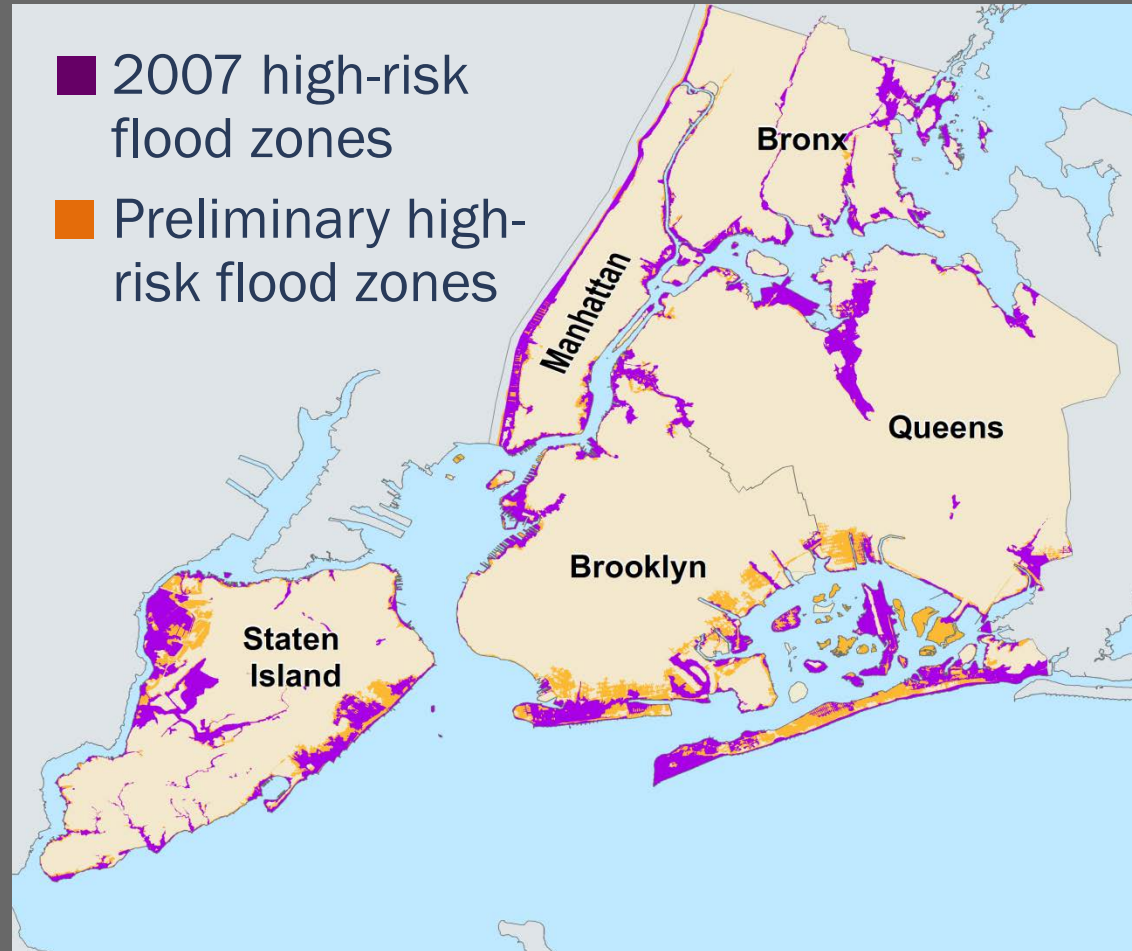 2007 high-risk
flood zones
Preliminary high-
risk flood zones
Bronx
Manhattan
Queens
Brooklyn
Staten
Island